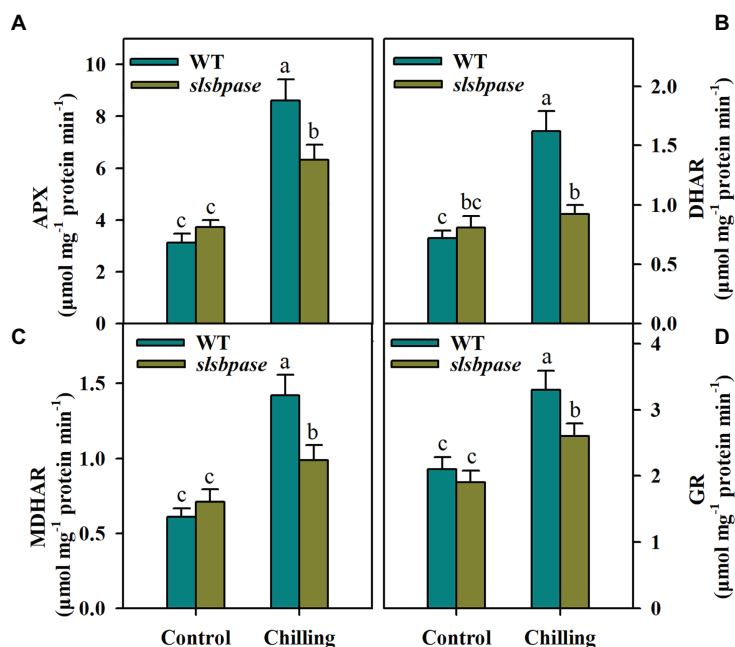 A
B
WT
slsbpase
a
b
c c
10
8
6
4
2
0
APX
(μmol mg⁻¹ protein min⁻¹)
WT
slsbpase
a
b
c
bc
2.0
1.5
1.0
0.5
0.0
DHAR
(μmol mg⁻¹ protein min⁻¹)
C
D
WT
slsbpase
a
b
c c
1.5
1.0
0.5
0.0
MDHAR
(μmol mg⁻¹ protein min⁻¹)
Control Chilling
WT
slsbpase
a
b
c c
4
3
2
1
0
GR
(μmol mg⁻¹ protein min⁻¹)
Control Chilling